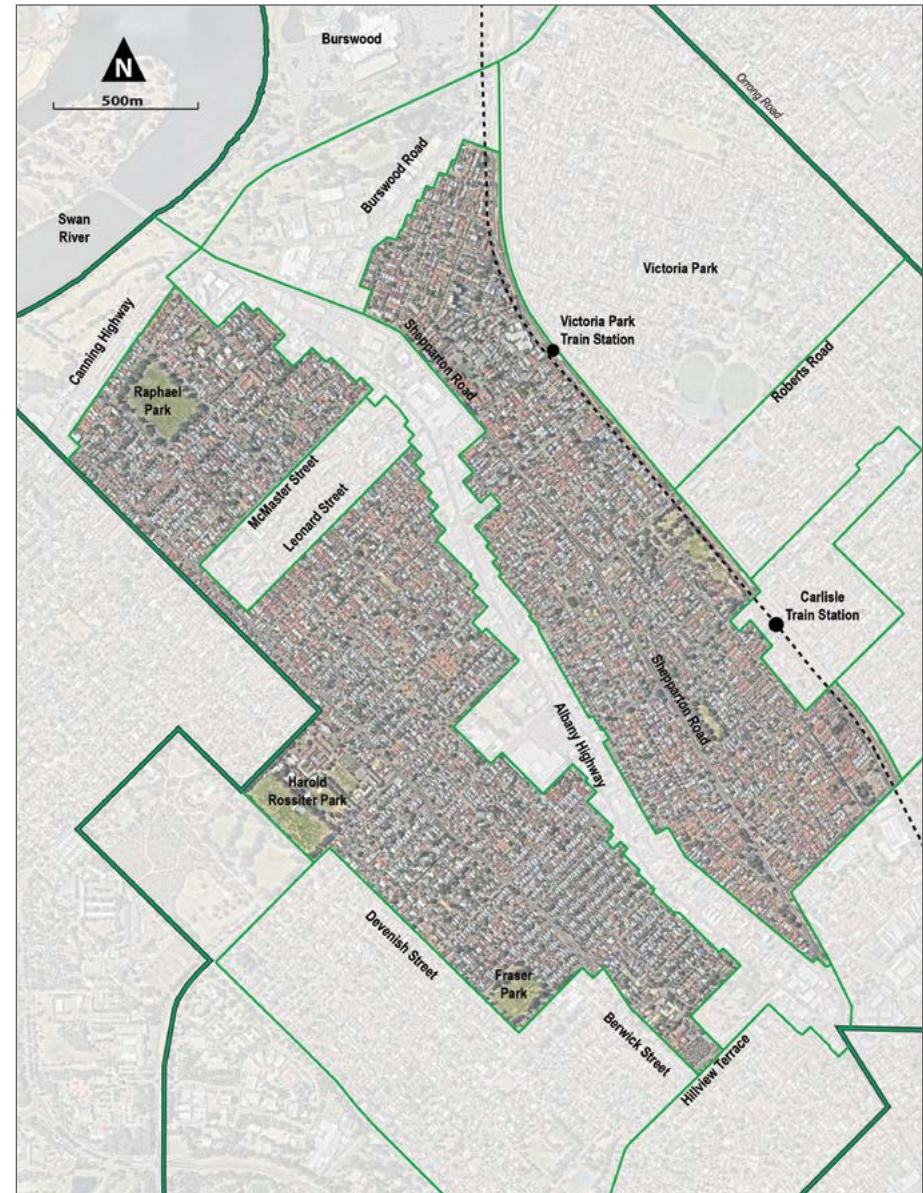 Burswood
N
500m
Orrong Road
Burswood Road
Swan
River
Victoria Park
Canning Highway
Victoria Park
Train Station
Shepparton Road
Roberts Road
Raphael
Park
McMaster Street
Leonard Street
Carlisle
Train Station
Shepparton Road
Albany Highway
Harold
Rossiter Park
Devenish Street
Fraser
Park
Berwick Street
Hillview Terrace